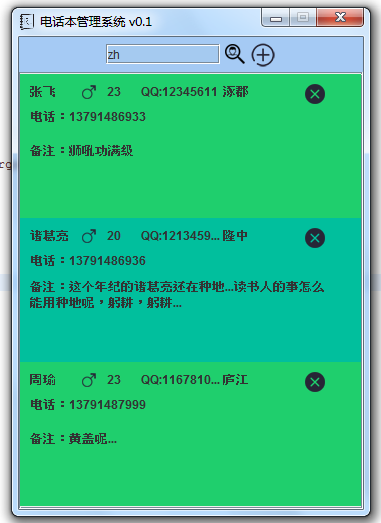 电话本管理系统 v0.1
zh
张飞 23 QQ:12345611 涿郡
电话：13791486933
备注：狮吼功满级
诸葛亮 20 QQ:1213459... 隆中
电话：13791486936
备注：这个年纪的诸葛亮还在种地...读书人的事怎么
能用种地呢，躬耕，躬耕...
周瑜 23 QQ:1167810... 庐江
电话：13791487999
备注：黄盖呢...